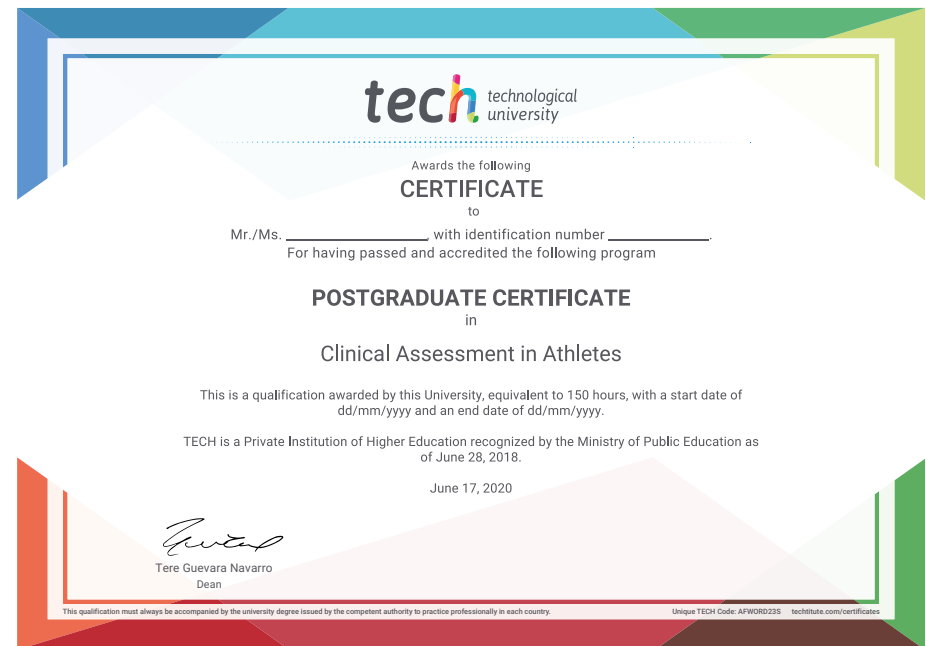 tech technological
university
Awards the following
CERTIFICATE
to
Mr./Ms. ____________________, with identification number ______________.
For having passed and accredited the following program
POSTGRADUATE CERTIFICATE
in
Clinical Assessment in Athletes
This is a qualification awarded by this University, equivalent to 150 hours, with a start date of
dd/mm/yyyy and an end date of dd/mm/yyyy.
TECH is a Private Institution of Higher Education recognized by the Ministry of Public Education as
of June 28, 2018.
June 17, 2020
Tere Guevara Navarro
Dean
This qualification must always be accompanied by the university degree issued by the competent authority to practice professionally in each country. Unique TECH Code: AFWORD23S techtitute.com/certificates